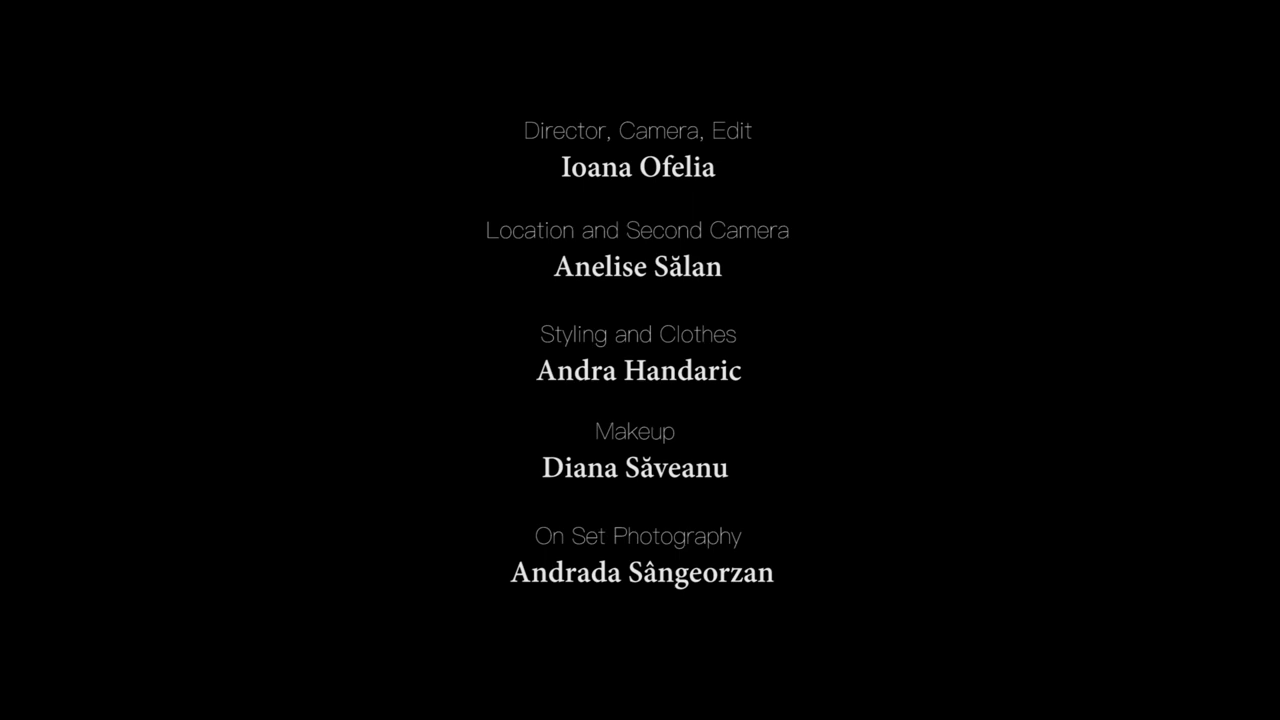 Director, Camera, Edit
Ioana Ofelia
Location and Second Camera
Anelise Sălan
Styling and Clothes
Andra Handaric
Makeup
Diana Săveanu
On Set Photography
Andrada Sângeorzan